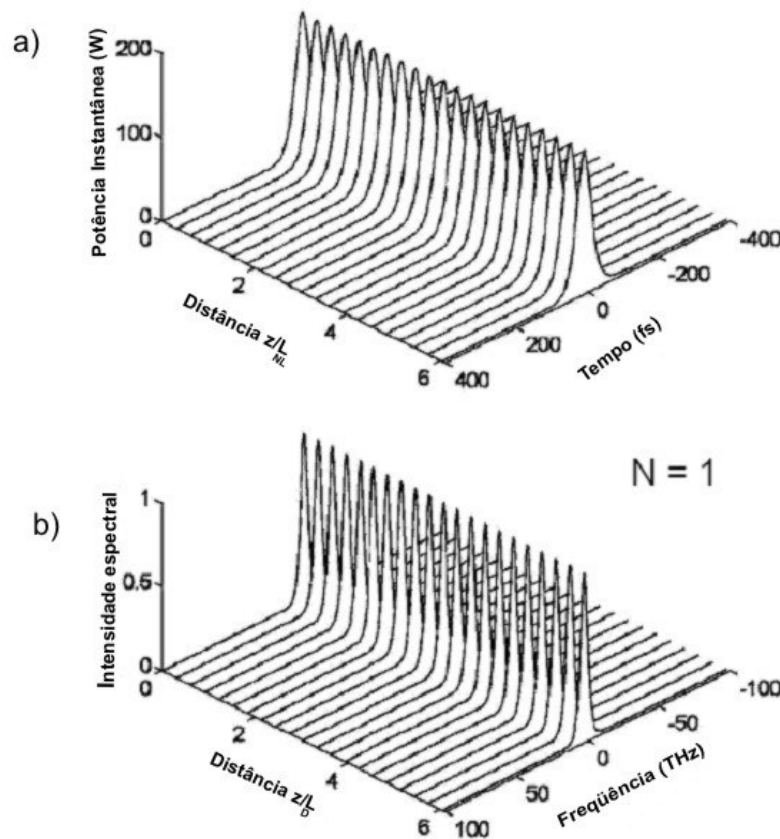 a)
Potência Instantânea (W)
200
100
0
0
2
4
6
Distância z/L
NL
400
200
0
-200
-400
Tempo (fs)
N = 1
b)
Intensidade espectral
1
0.5
0
0
2
4
6
Distância z/L
D
100
50
0
-50
-100
Freqüência (THz)